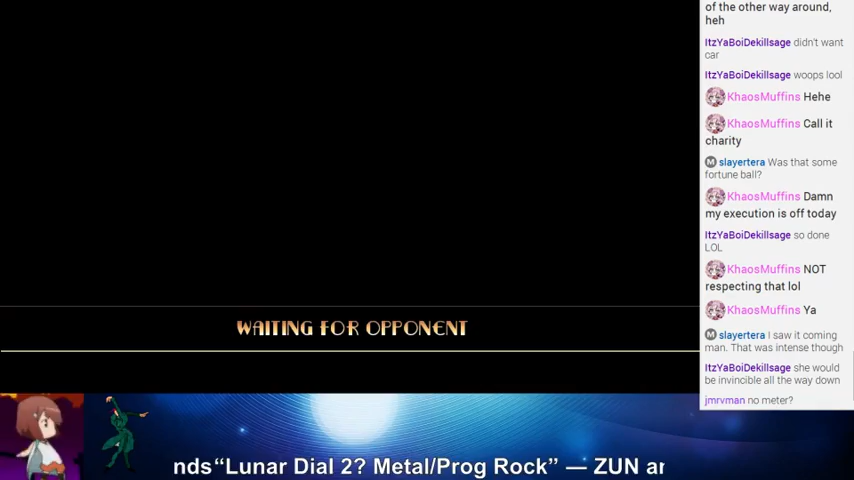 of the other way around,
heh
ItzYaBoiDekillsage didn't want
car
ItzYaBoiDekillsage woops lool
KhaosMuffins Hehe
KhaosMuffins Call it
charity
M slayertera Was that some
fortune ball?
KhaosMuffins Damn
my execution is off today
ItzYaBoiDekillsage so done
LOL
KhaosMuffins NOT
respecting that lol
KhaosMuffins Ya
M slayertera I saw it coming
man. That was intense though
ItzYaBoiDekillsage she would
be invincible all the way down
jmrvman no meter?
WAITING FOR OPPONENT
nds“Lunar Dial 2? Metal/Prog Rock” — ZUN ar